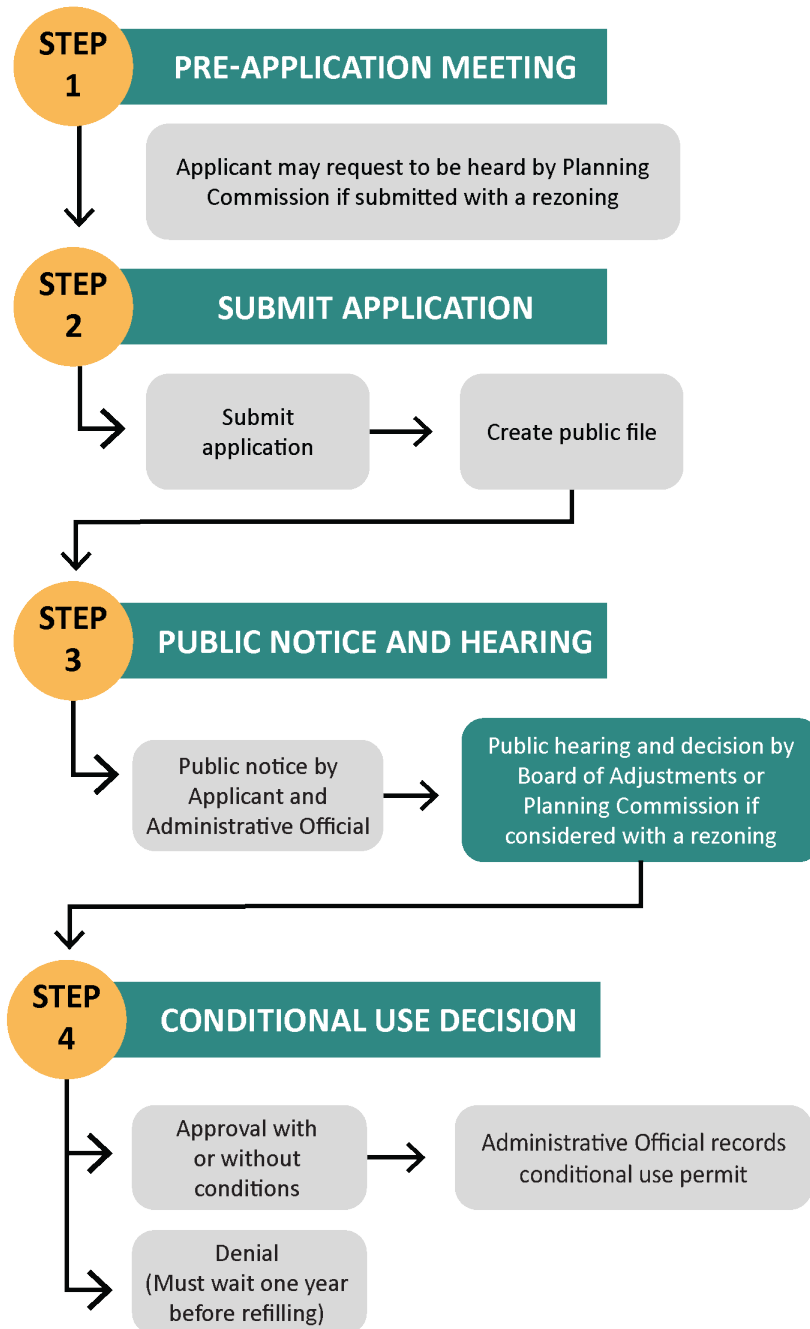 STEP
1
PRE-APPLICATION MEETING
Applicant may request to be heard by Planning
Commission if submitted with a rezoning
STEP
2
SUBMIT APPLICATION
Submit
application
Create public file
STEP
3
PUBLIC NOTICE AND HEARING
Public notice by
Applicant and
Administrative Official
Public hearing and decision by
Board of Adjustments or
Planning Commission if
considered with a rezoning
STEP
4
CONDITIONAL USE DECISION
Approval with
or without
conditions
Administrative Official records
conditional use permit
Denial
(Must wait one year
before refilling)